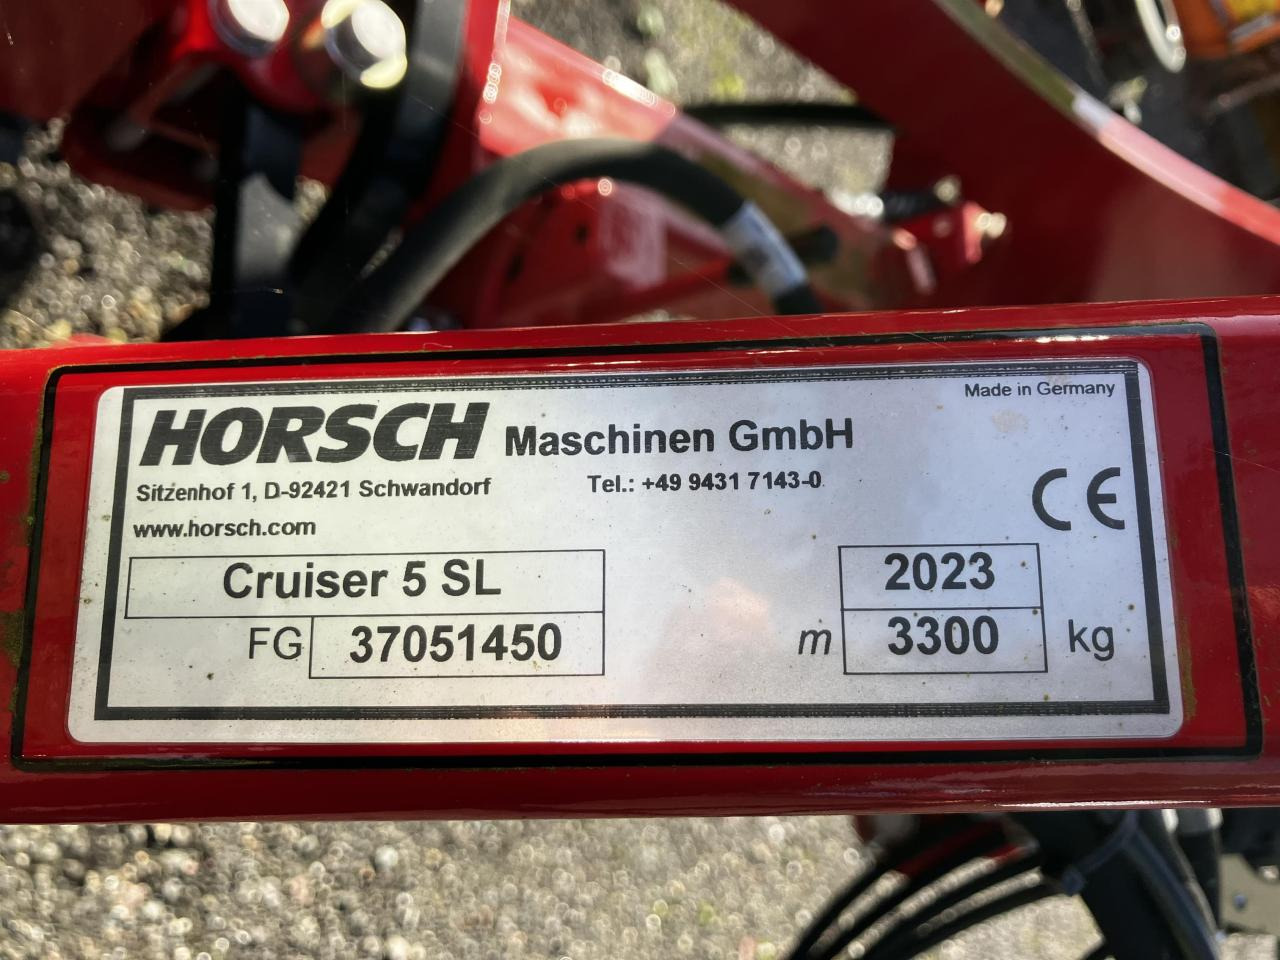 HORSCH Maschinen GmbH
Made in Germany
Sitzenhof 1, D-92421 Schwandorf
Tel.: +49 9431 7143-0
www.horsch.com
CE
Cruiser 5 SL
2023
FG 37051450
m 3300 kg